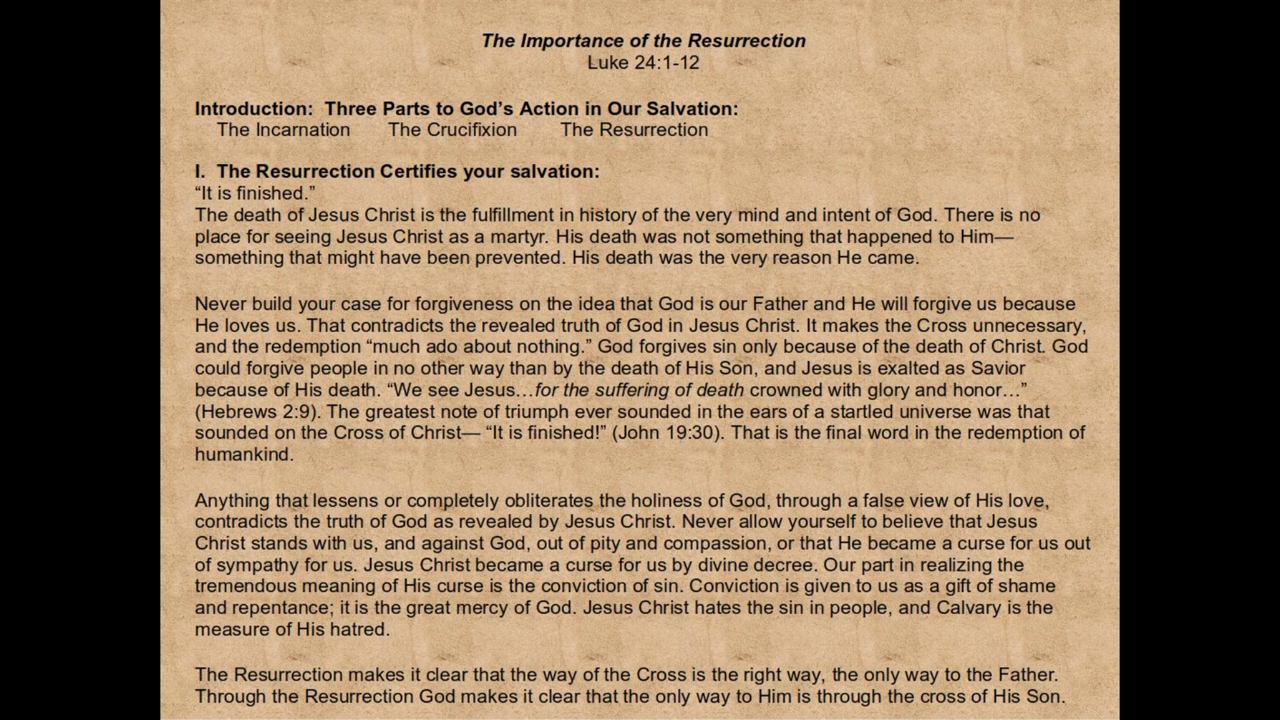 The Importance of the Resurrection
Luke 24:1-12
Introduction:  Three Parts to God’s Action in Our Salvation:
The Incarnation The Crucifixion The Resurrection
I.  The Resurrection Certifies your salvation:
“It is finished.”
The death of Jesus Christ is the fulfillment in history of the very mind and intent of God. There is no
place for seeing Jesus Christ as a martyr. His death was not something that happened to Him—
something that might have been prevented. His death was the very reason He came.
Never build your case for forgiveness on the idea that God is our Father and He will forgive us because
He loves us. That contradicts the revealed truth of God in Jesus Christ. It makes the Cross unnecessary,
and the redemption “much ado about nothing.” God forgives sin only because of the death of Christ. God
could forgive people in no other way than by the death of His Son, and Jesus is exalted as Savior
because of His death. “We see Jesus…for the suffering of death crowned with glory and honor…”
(Hebrews 2:9). The greatest note of triumph ever sounded in the ears of a startled universe was that
sounded on the Cross of Christ— “It is finished!” (John 19:30). That is the final word in the redemption of
humankind.
Anything that lessens or completely obliterates the holiness of God, through a false view of His love,
contradicts the truth of God as revealed by Jesus Christ. Never allow yourself to believe that Jesus
Christ stands with us, and against God, out of pity and compassion, or that He became a curse for us out
of sympathy for us. Jesus Christ became a curse for us by divine decree. Our part in realizing the
tremendous meaning of His curse is the conviction of sin. Conviction is given to us as a gift of shame
and repentance; it is the great mercy of God. Jesus Christ hates the sin in people, and Calvary is the
measure of His hatred.
The Resurrection makes it clear that the way of the Cross is the right way, the only way to the Father.
Through the Resurrection God makes it clear that the only way to Him is through the cross of His Son.